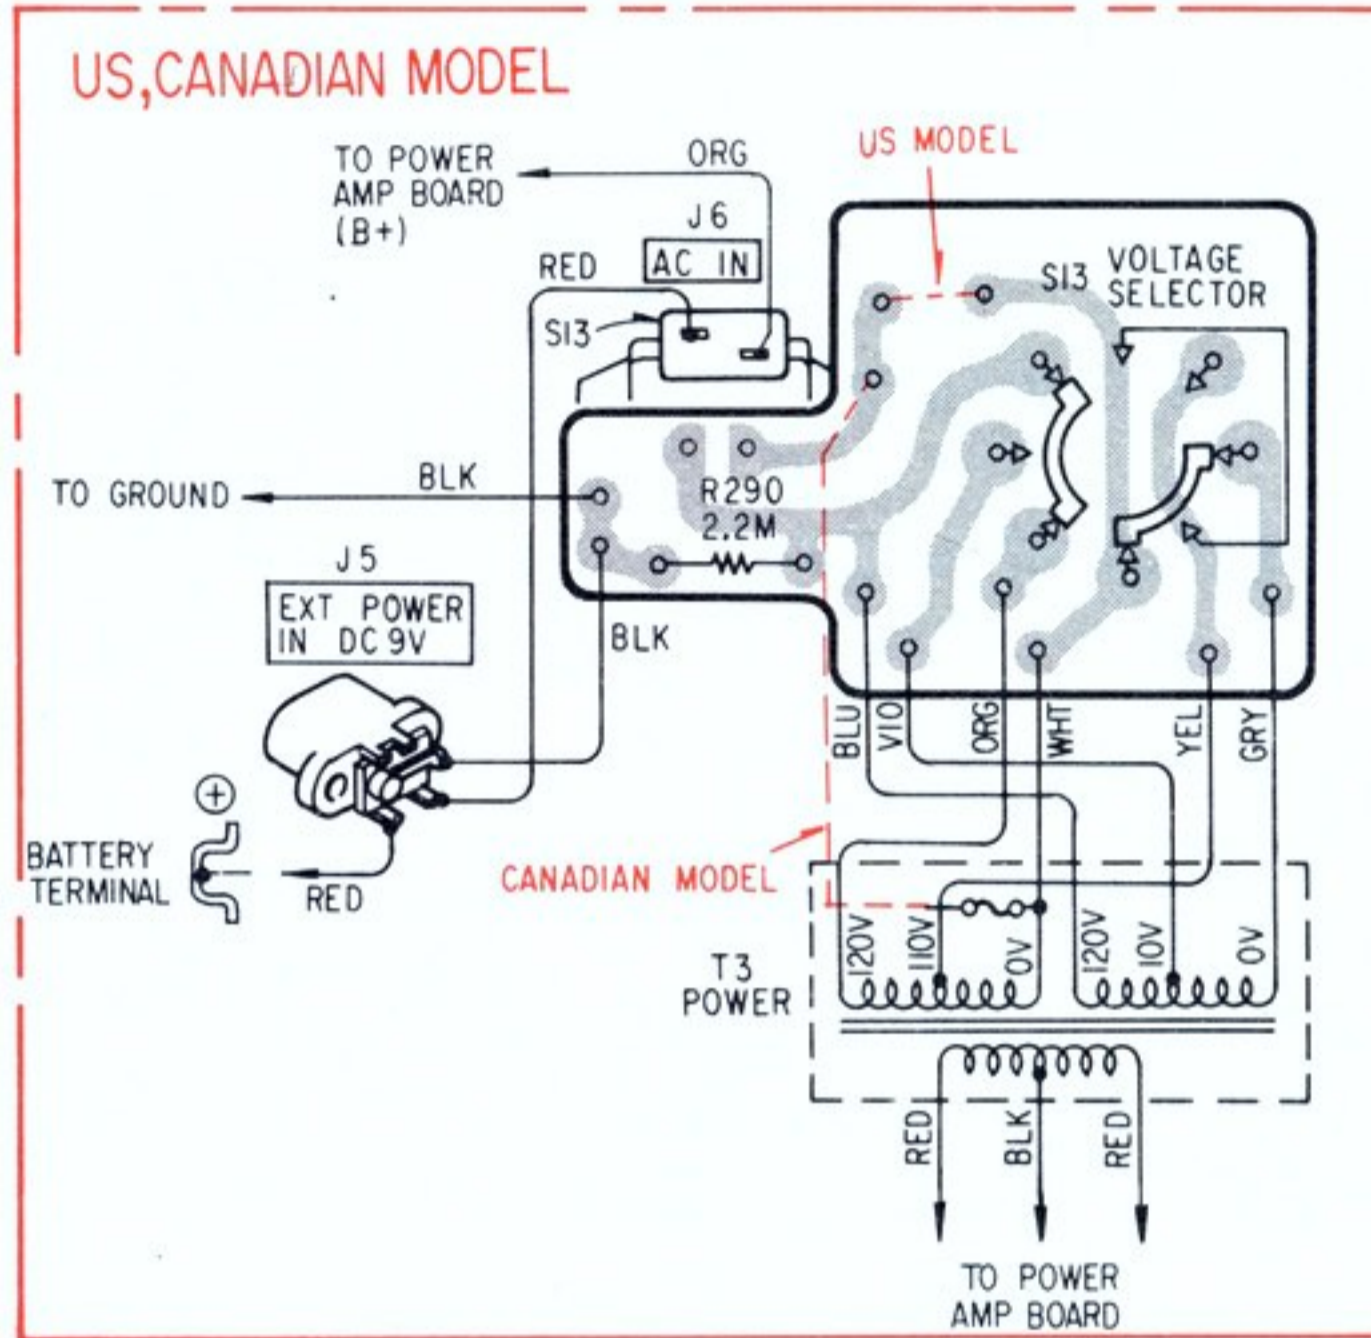 US,CANADIAN MODEL
TO POWER
AMP BOARD
(B+)
ORG
US MODEL
J6
AC IN
RED
S13
S13
VOLTAGE
SELECTOR
TO GROUND
BLK
R290
2.2M
J5
EXT POWER
IN DC 9V
BLK
BLU
VIO
ORG
WHT
YEL
GRY
+
BATTERY
TERMINAL
RED
CANADIAN MODEL
T3
POWER
120V
110V
0V
120V
10V
0V
RED
BLK
RED
TO POWER
AMP BOARD